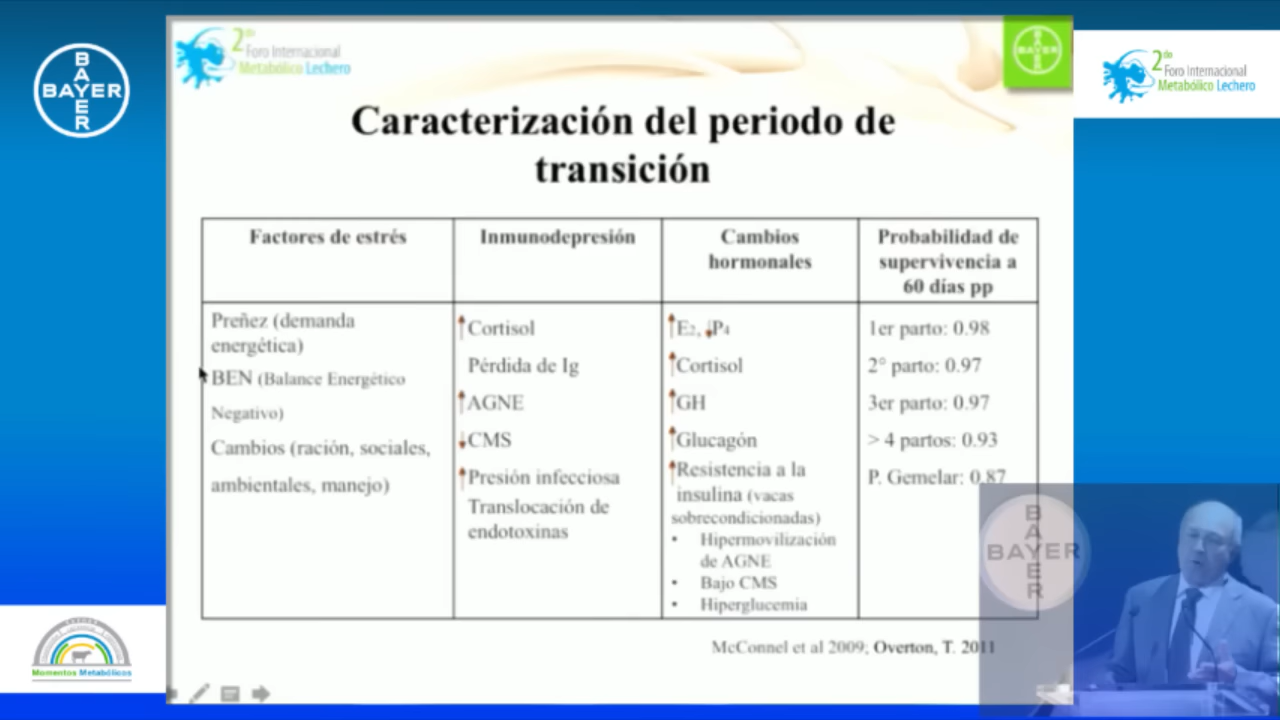 BAYER
BAYER
2do
Foro Internacional
Metabólico Lechero
BAYER
BAYER
2do
Foro Internacional
Metabólico Lechero
Caracterización del periodo de
transición
Factores de estrés
Inmunodepresión
Cambios
hormonales
Probabilidad de
supervivencia a
60 días pp
Preñez (demanda
energética)
BEN (Balance Energético
Negativo)
Cambios (ración, sociales,
ambientales, manejo)
↑Cortisol
Pérdida de Ig
↑AGNE
↓CMS
↑Presión infecciosa
Translocación de
endotoxinas
↑E2, ↓P4
↑Cortisol
↑GH
↑Glucagón
↑Resistencia a la
insulina (vacas
sobrecondicionadas)
• Hipermovilización
de AGNE
• Bajo CMS
• Hiperglucemia
1er parto: 0.98
2° parto: 0.97
3er parto: 0.97
> 4 partos: 0.93
P. Gemelar: 0.87
McConnel et al 2009; Overton, T. 2011
BAYER
BAYER
Momentos Metabólicos